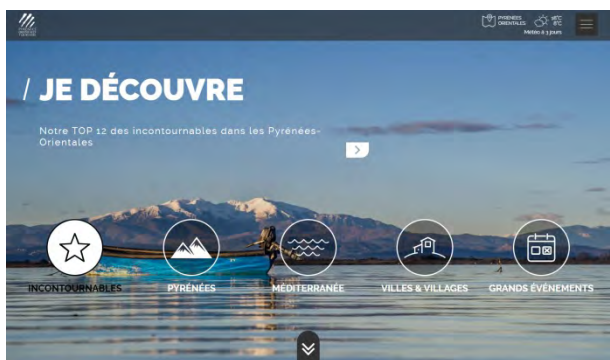 PYRÉNÉES
ORIENTALES
Météo à 3 jours
/ JE DÉCOUVRE
Notre TOP 12 des incontournables dans les Pyrénées-
Orientales
INCONTOURNABLES
PYRÉNÉES
MÉDITERRANÉE
VILLES & VILLAGES
GRANDS ÉVÉNEMENTS